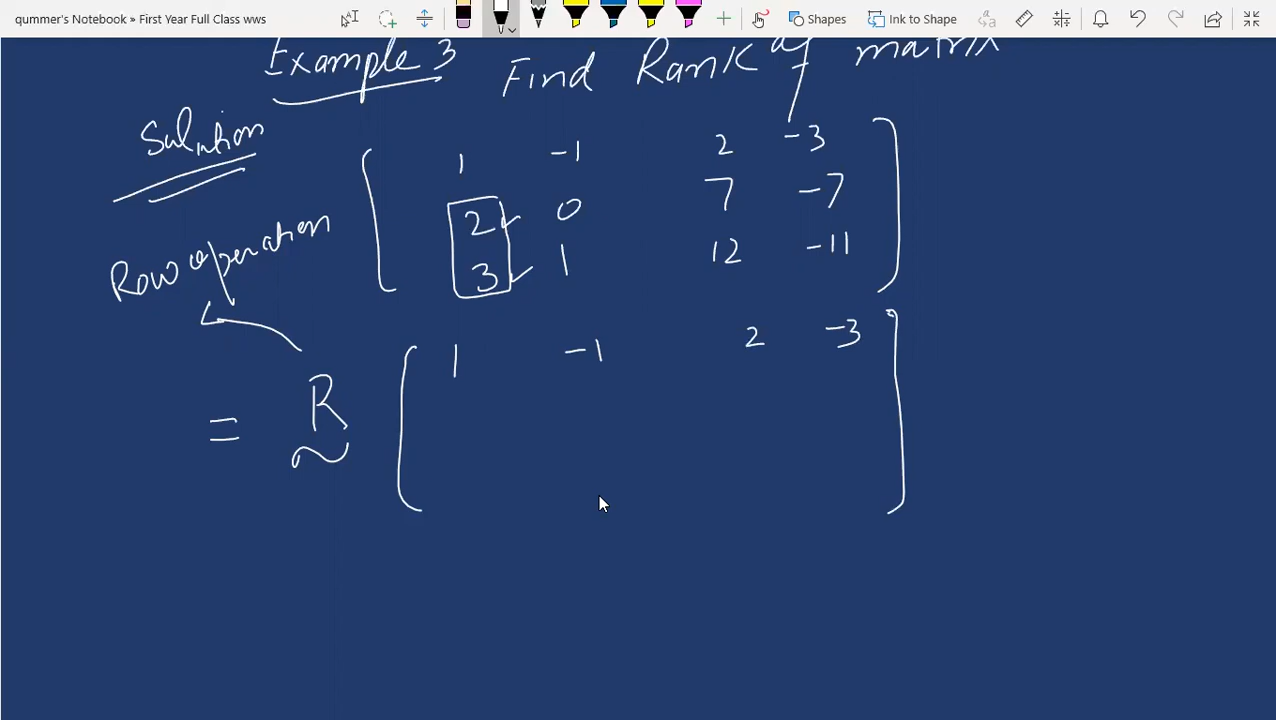 qummer's Notebook » First Year Full Class wws
Shapes
Ink to Shape
Example 3 Find Rank of matrix
Solution
1 -1 2 -3
2 0 7 -7
3 1 12 -11
Row operation
1 -1 2 -3
= R
~